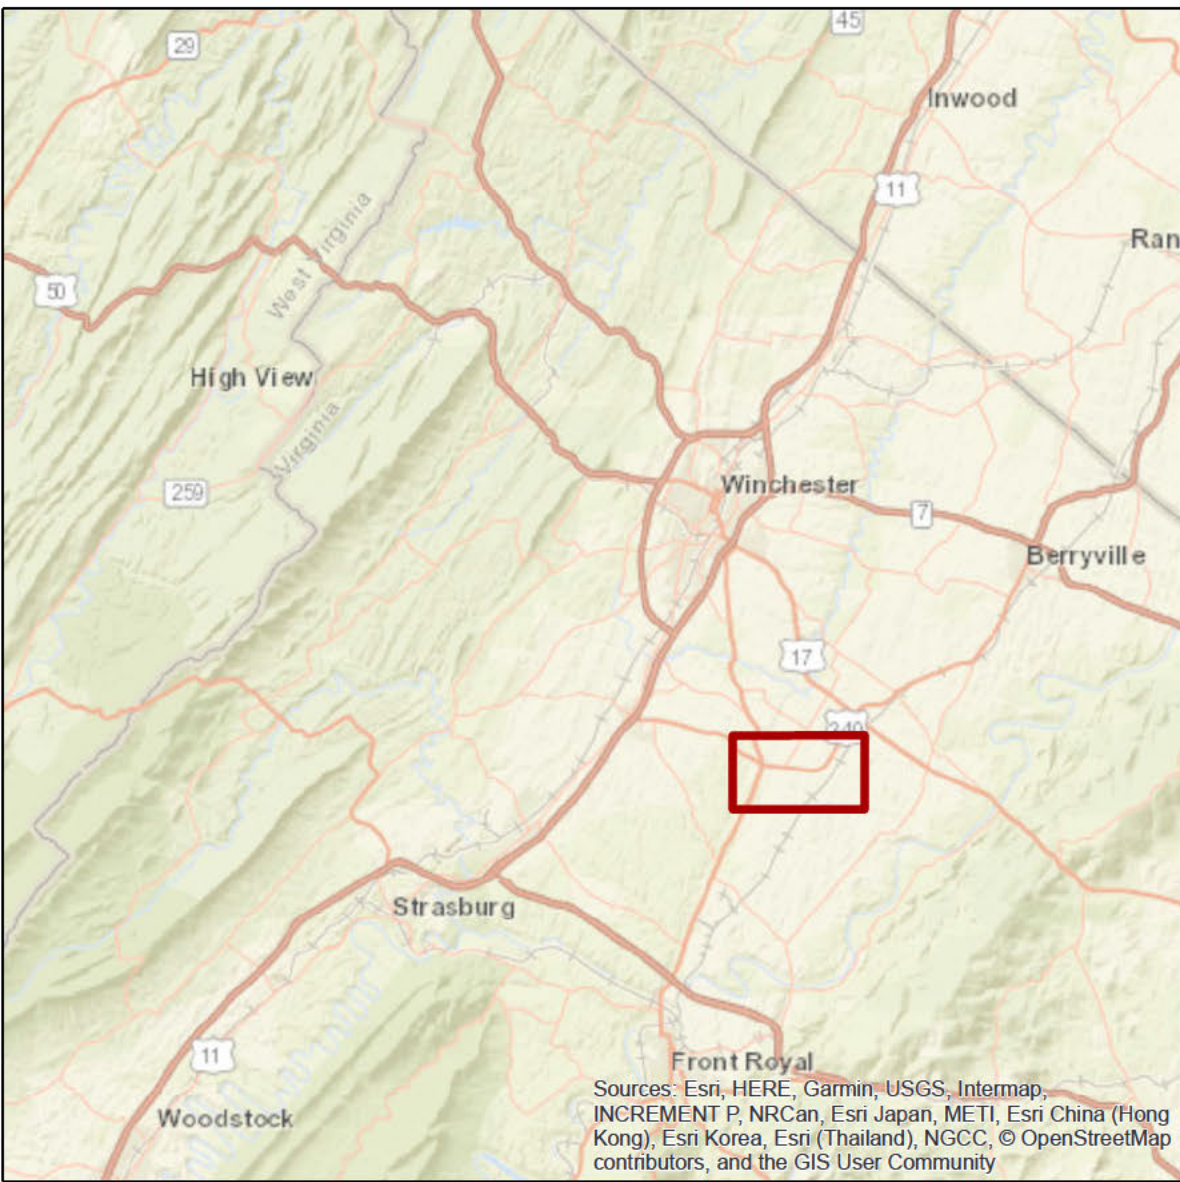 45
29
Inwood
11
Ran
West Virginia
50
High View
Virginia
259
Winchester
7
Berryville
17
340
Strasburg
11
Front Royal
Woodstock
Sources: Esri, HERE, Garmin, USGS, Intermap,
INCREMENT P, NRCan, Esri Japan, METI, Esri China (Hong
Kong), Esri Korea, Esri (Thailand), NGCC, © OpenStreetMap
contributors, and the GIS User Community